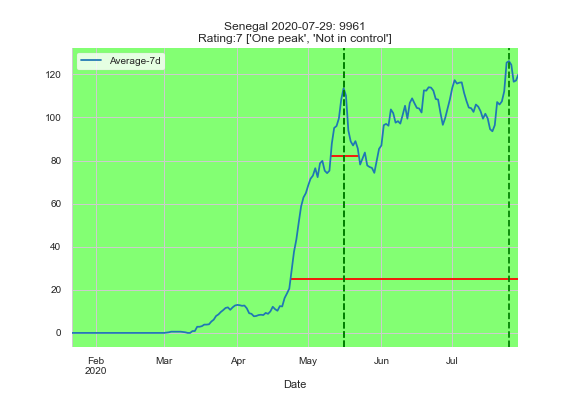 Senegal 2020-07-29: 9961
Rating:7 ['One peak', 'Not in control']
Average-7d
120
100
80
60
40
20
0
Feb
2020
Mar
Apr
May
Jun
Jul
Date